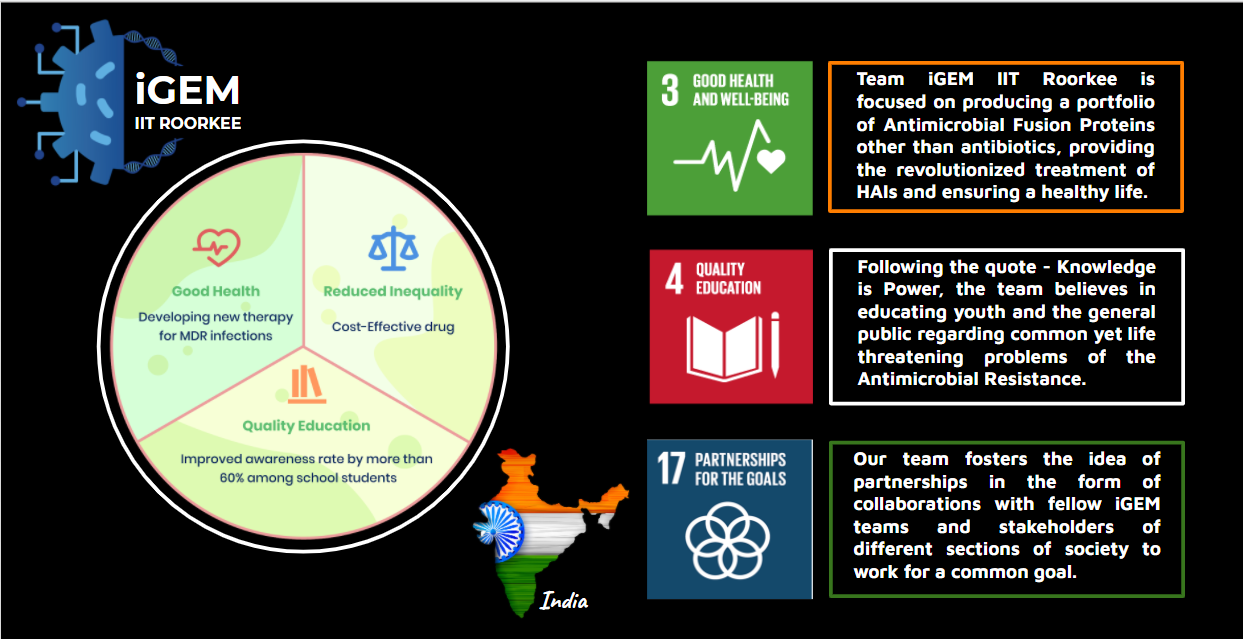 iGEM
IIT ROORKEE
Good Health
Developing new therapy
for MDR infections
Reduced Inequality
Cost-Effective drug
Quality Education
Improved awareness rate by more than
60% among school students
India
3 GOOD HEALTH
AND WELL-BEING
Team iGEM IIT Roorkee is
focused on producing a portfolio
of Antimicrobial Fusion Proteins
other than antibiotics, providing
the revolutionized treatment of
HAIs and ensuring a healthy life.
4 QUALITY
EDUCATION
Following the quote - Knowledge
is Power, the team believes in
educating youth and the general
public regarding common yet life
threatening problems of the
Antimicrobial Resistance.
17 PARTNERSHIPS
FOR THE GOALS
Our team fosters the idea of
partnerships in the form of
collaborations with fellow iGEM
teams and stakeholders of
different sections of society to
work for a common goal.